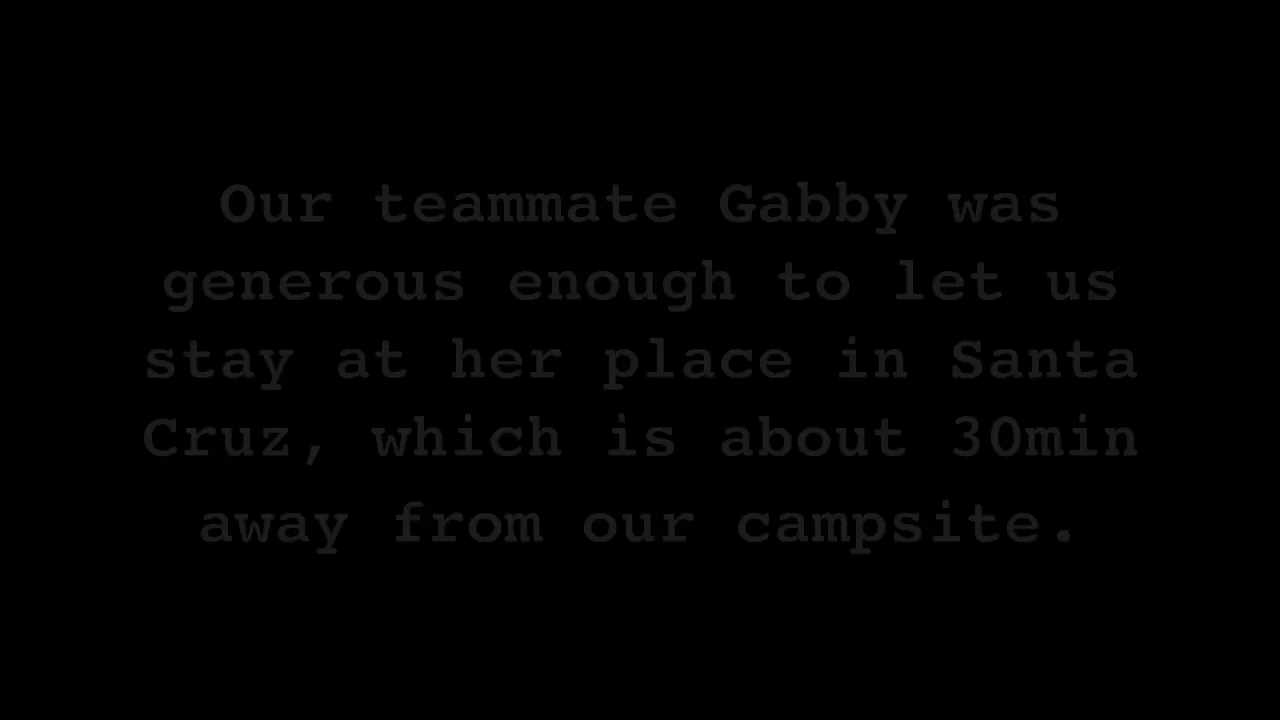 Our teammate Gabby was
generous enough to let us
stay at her place in Santa
Cruz, which is about 30min
away from our campsite.